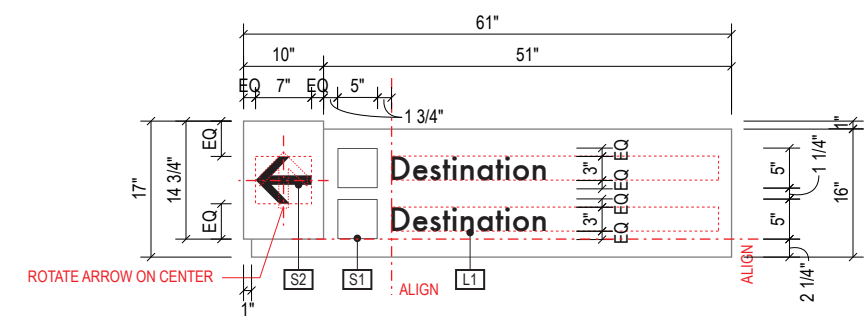 61"
10" 51"
EQ 7" EQ 5"
1 3/4"
1"
EQ
EQ
5"
1 1/4"
Destination
3"
17"
14 3/4"
EQ
16"
EQ
Destination
3"
5"
EQ
EQ
ROTATE ARROW ON CENTER
S2 S1 L1
ALIGN
ALIGN
2 1/4"
1"